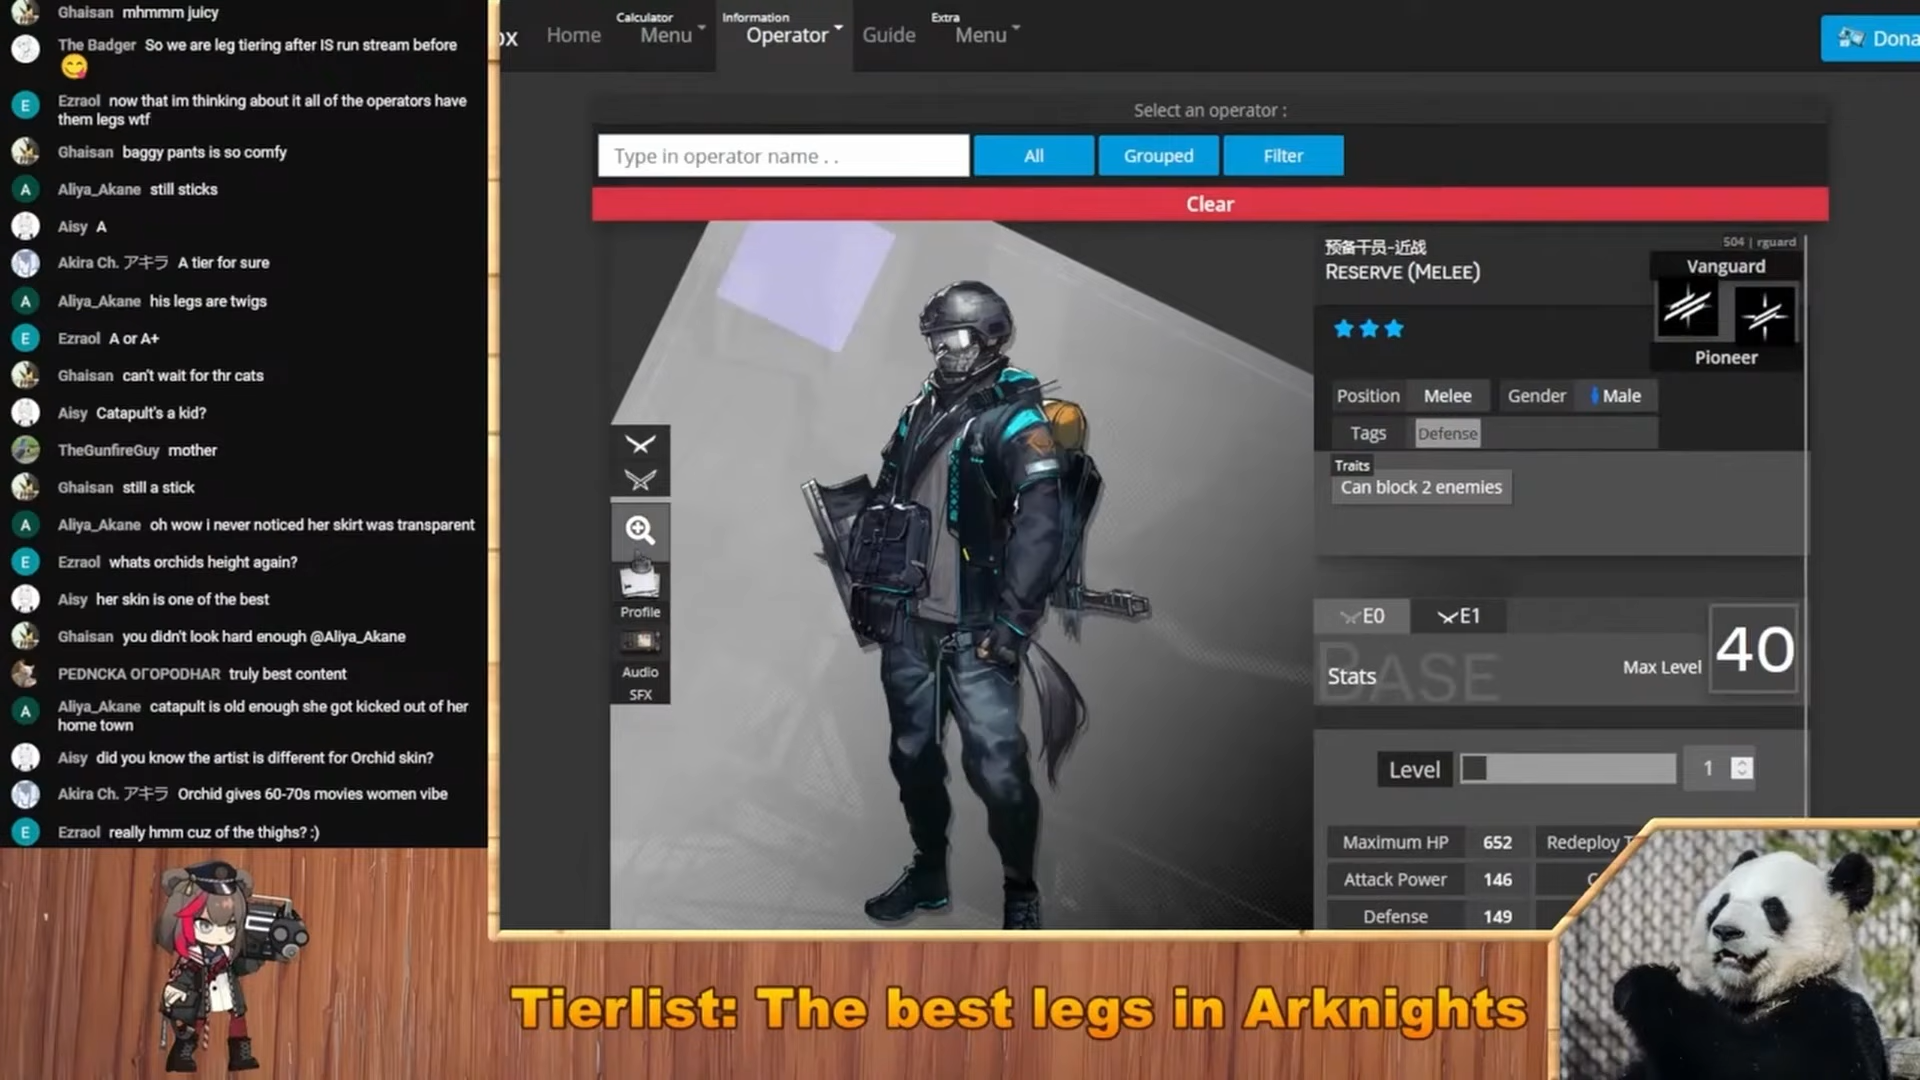 Ghaisan mhmmm juicy
The Badger So we are leg tiering after IS run stream before
Ezraol now that im thinking about it all of the operators have
them legs wtf
Ghaisan baggy pants is so comfy
A Aliya_Akane still sticks
Aisy A
Akira Ch. アキラ A tier for sure
A Aliya_Akane his legs are twigs
E Ezraol A or A+
Ghaisan can't wait for thr cats
Aisy Catapult's a kid?
TheGunfireGuy mother
Ghaisan still a stick
A Aliya_Akane oh wow i never noticed her skirt was transparent
E Ezraol whats orchids height again?
Aisy her skin is one of the best
Ghaisan you didn't look hard enough @Aliya_Akane
PEDNCKA ОГОРОDНАR truly best content
A Aliya_Akane catapult is old enough she got kicked out of her
home town
Aisy did you know the artist is different for Orchid skin?
Akira Ch. アキラ Orchid gives 60-70s movies women vibe
E Ezraol really hmm cuz of the thighs? :)
ox
Home
Calculator
Menu
Information
Operator
Guide
Extra
Menu
Dona
Select an operator :
Type in operator name . .
All
Grouped
Filter
Clear
预备干员-近战
504 | rguard
RESERVE (MELEE)
Vanguard
Pioneer
Position Melee Gender Male
Tags Defense
Traits
Can block 2 enemies
Profile
Audio
SFX
E0 E1
BASE
Stats
Max Level 40
Level 1
Maximum HP 652 Redeploy T
Attack Power 146 C
Defense 149
Tierlist: The best legs in Arknights